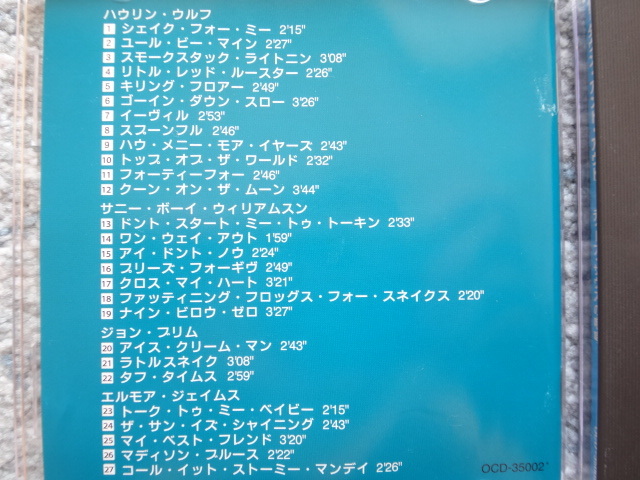 ハウリン・ウルフ
1 シェイク・フォー・ミー 2'15"
2 ユール・ビー・マイン 2'27"
3 スモークスタック・ライトニン 3'08"
4 リトル・レッド・ルースター 2'26"
5 キリング・フロアー 2'49"
6 ゴーイン・ダウン・スロー 3'26"
7 イーヴィル 2'53"
8 スプーンフル 2'46"
9 ハウ・メニー・モア・イヤーズ 2'43"
10 トップ・オブ・ザ・ワールド 2'32"
11 フォーティーフォー 2'46"
12 クーン・オン・ザ・ムーン 3'44"
サニー・ボーイ・ウィリアムスン
13 ドント・スタート・ミー・トゥ・トーキン 2'33"
14 ワン・ウェイ・アウト 1'59"
15 アイ・ドント・ノウ 2'24"
16 プリーズ・フォーギヴ 2'49"
17 クロス・マイ・ハート 3'21"
18 ファッティニング・フロッグス・フォー・スネイクス 2'20"
19 ナイン・ビロウ・ゼロ 3'27"
ジョン・ブリム
20 アイス・クリーム・マン 2'43"
21 ラトルスネイク 3'08"
22 タフ・タイムス 2'59"
エルモア・ジェイムス
23 トーク・トゥ・ミー・ベイビー 2'15"
24 ザ・サン・イズ・シャイニング 2'43"
25 マイ・ベスト・フレンド 3'20"
26 マディソン・ブルース 2'22"
27 コール・イット・ストーミー・マンデイ 2'26"
OCD-35002